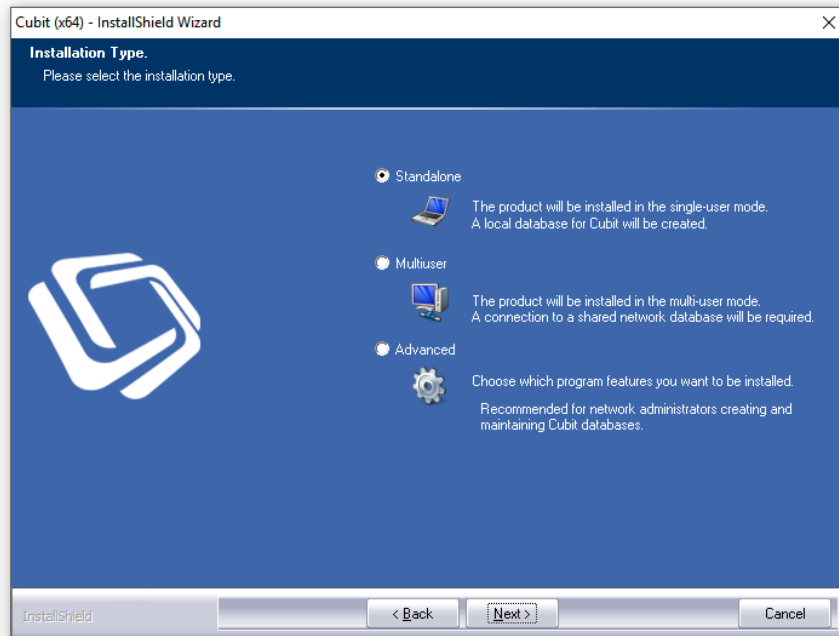 Cubit (x64) - InstallShield Wizard
Installation Type.
Please select the installation type.
Standalone
The product will be installed in the single-user mode.
A local database for Cubit will be created.
Multiuser
The product will be installed in the multi-user mode.
A connection to a shared network database will be required.
Advanced
Choose which program features you want to be installed.
Recommended for network administrators creating and
maintaining Cubit databases.
InstallShield
< Back
Next >
Cancel